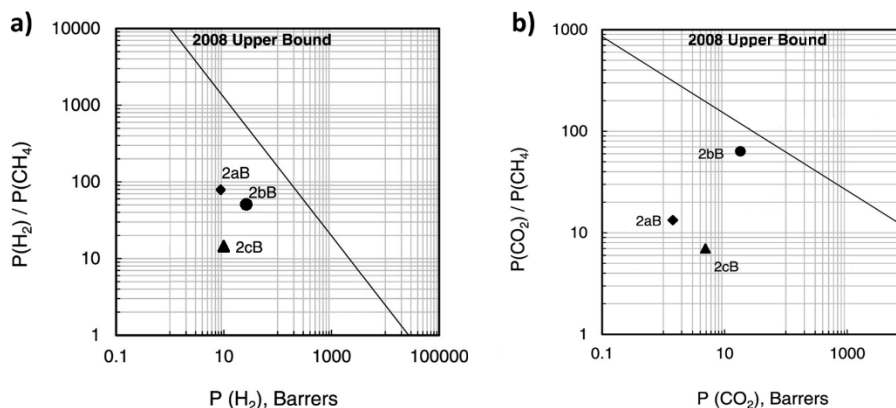 a)
2008 Upper Bound
10000
1000
100
10
1
P(H₂) / P(CH₄)
2aB
2bB
2cB
0.1
10
1000
100000
P (H₂), Barrers
b)
2008 Upper Bound
1000
100
10
1
P(CO₂) / P(CH₄)
2bB
2aB
2cB
0.1
10
1000
P (CO₂), Barrers